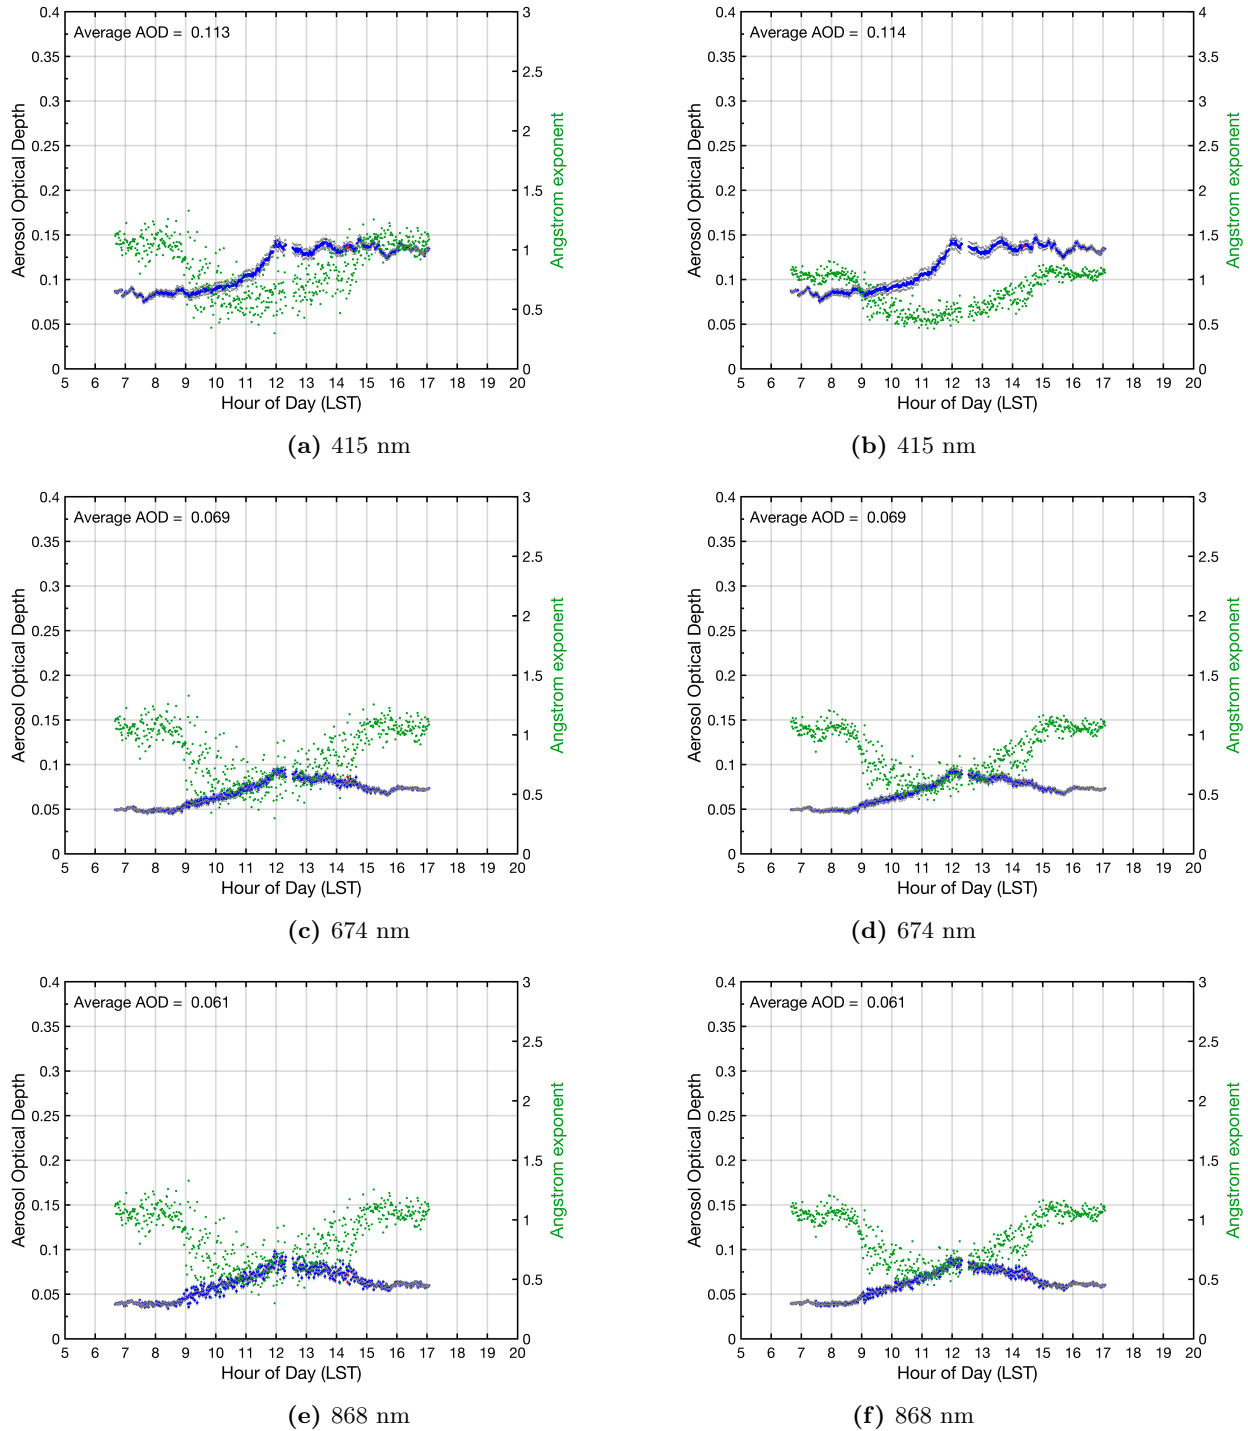 Average AOD = 0.113
0.4
0.35
0.3
0.25
0.2
0.15
0.1
0.05
0
Aerosol Optical Depth
3
2.5
2
1.5
1
0.5
0
Angstrom exponent
5 6 7 8 9 10 11 12 13 14 15 16 17 18 19 20
Hour of Day (LST)
(a) 415 nm
Average AOD = 0.114
0.4
0.35
0.3
0.25
0.2
0.15
0.1
0.05
0
Aerosol Optical Depth
4
3.5
3
2.5
2
1.5
1
0.5
0
Angstrom exponent
5 6 7 8 9 10 11 12 13 14 15 16 17 18 19 20
Hour of Day (LST)
(b) 415 nm
Average AOD = 0.069
0.4
0.35
0.3
0.25
0.2
0.15
0.1
0.05
0
Aerosol Optical Depth
3
2.5
2
1.5
1
0.5
0
Angstrom exponent
5 6 7 8 9 10 11 12 13 14 15 16 17 18 19 20
Hour of Day (LST)
(c) 674 nm
Average AOD = 0.069
0.4
0.35
0.3
0.25
0.2
0.15
0.1
0.05
0
Aerosol Optical Depth
3
2.5
2
1.5
1
0.5
0
Angstrom exponent
5 6 7 8 9 10 11 12 13 14 15 16 17 18 19 20
Hour of Day (LST)
(d) 674 nm
Average AOD = 0.061
0.4
0.35
0.3
0.25
0.2
0.15
0.1
0.05
0
Aerosol Optical Depth
3
2.5
2
1.5
1
0.5
0
Angstrom exponent
5 6 7 8 9 10 11 12 13 14 15 16 17 18 19 20
Hour of Day (LST)
(e) 868 nm
Average AOD = 0.061
0.4
0.35
0.3
0.25
0.2
0.15
0.1
0.05
0
Aerosol Optical Depth
3
2.5
2
1.5
1
0.5
0
Angstrom exponent
5 6 7 8 9 10 11 12 13 14 15 16 17 18 19 20
Hour of Day (LST)
(f) 868 nm